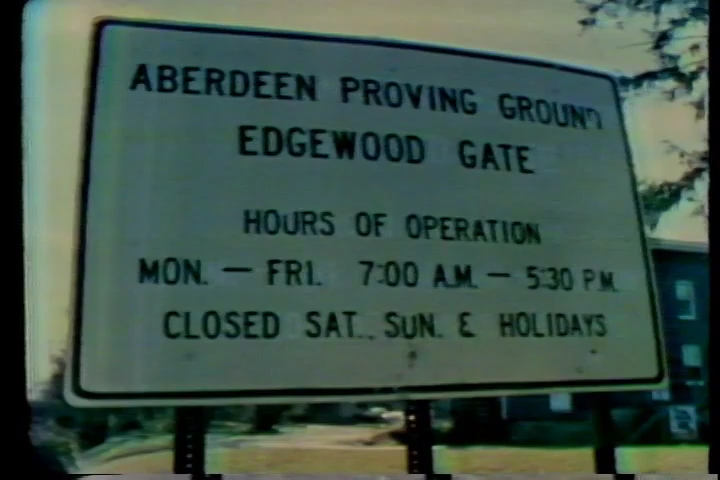 ABERDEEN PROVING GROUND
EDGEWOOD GATE
HOURS OF OPERATION
MON. — FRI. 7:00 A.M. — 5:30 P.M.
CLOSED SAT., SUN. & HOLIDAYS